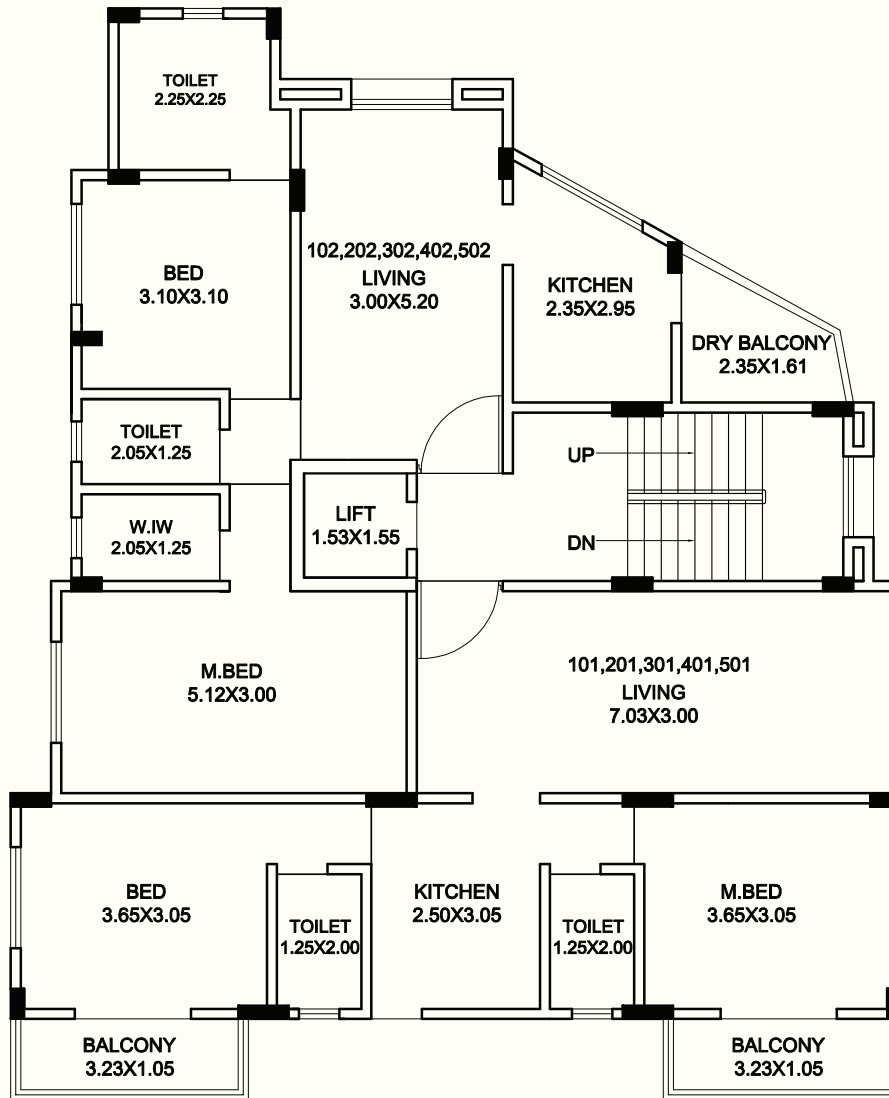 TOILET
2.25X2.25
BED
3.10X3.10
102,202,302,402,502
LIVING
3.00X5.20
KITCHEN
2.35X2.95
DRY BALCONY
2.35X1.61
TOILET
2.05X1.25
UP
LIFT
1.53X1.55
W.IW
2.05X1.25
DN
M.BED
5.12X3.00
101,201,301,401,501
LIVING
7.03X3.00
BED
3.65X3.05
TOILET
1.25X2.00
KITCHEN
2.50X3.05
TOILET
1.25X2.00
M.BED
3.65X3.05
BALCONY
3.23X1.05
BALCONY
3.23X1.05